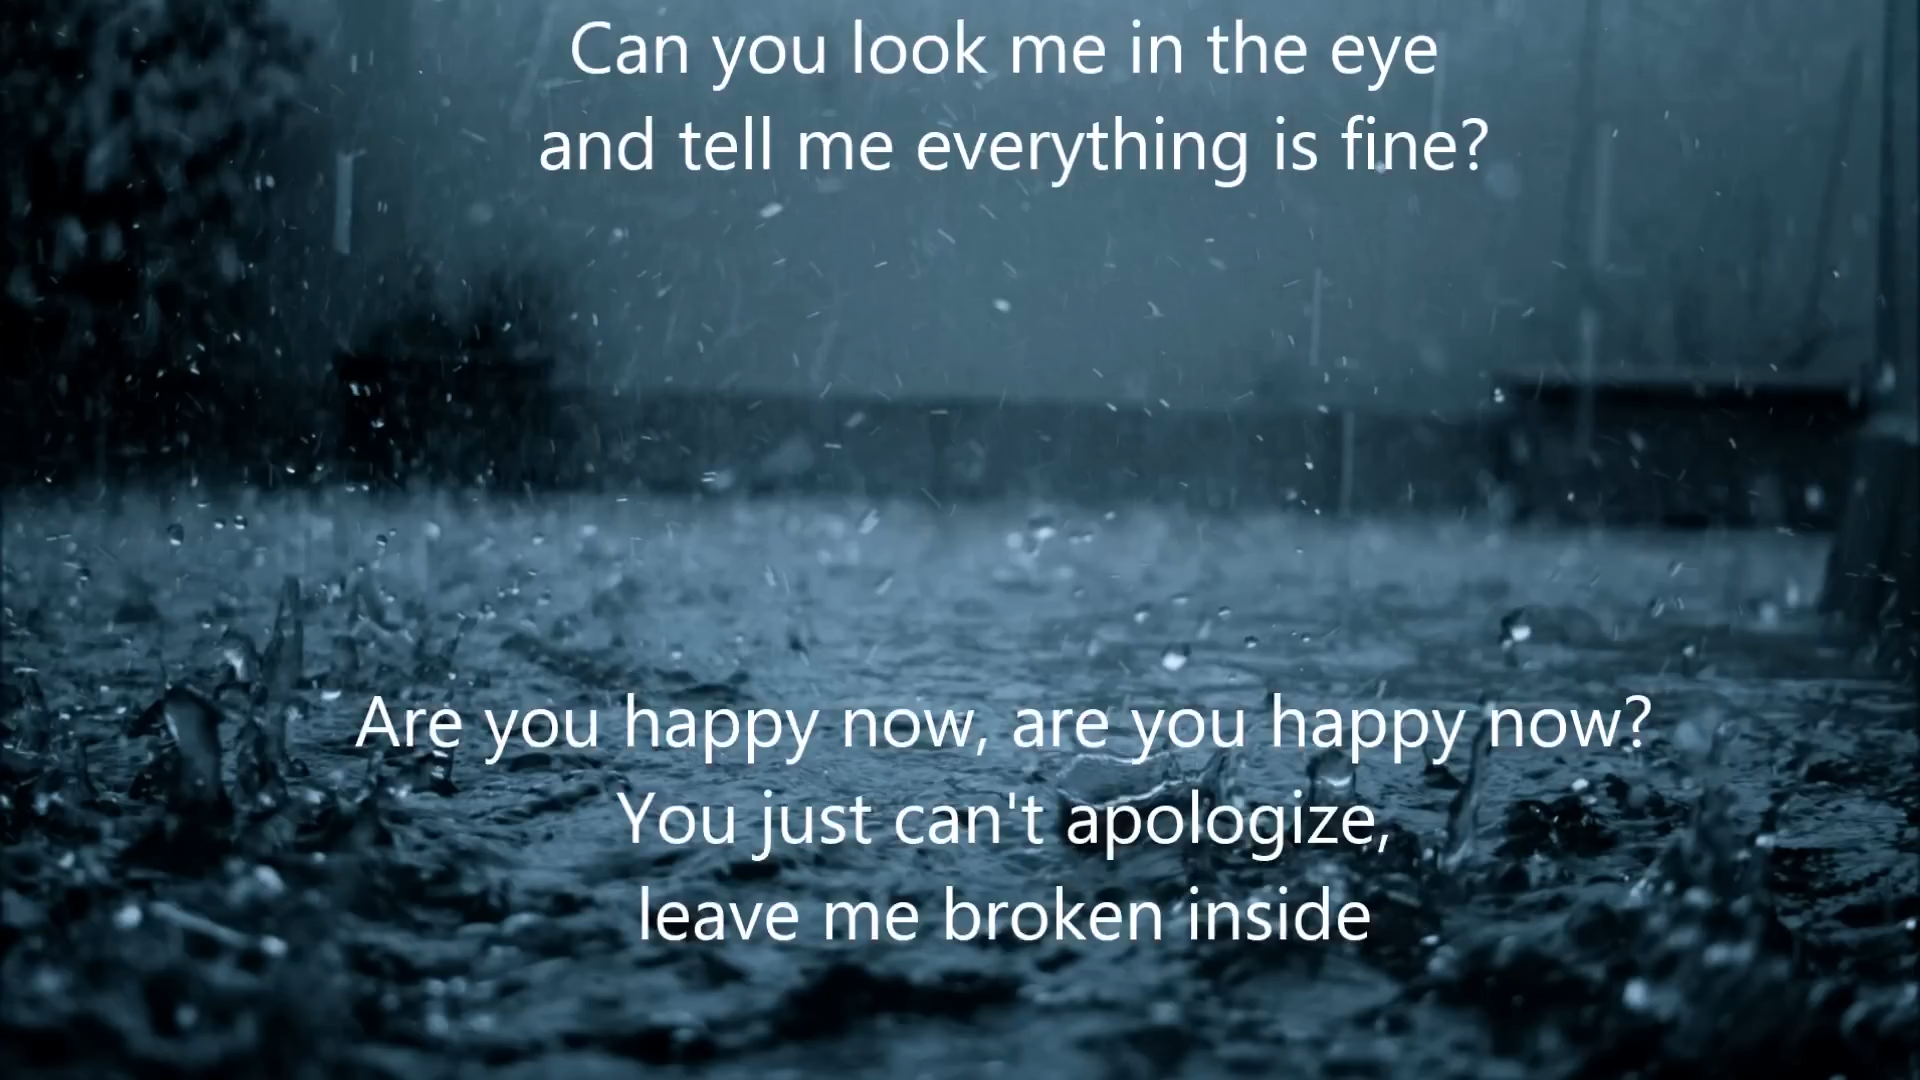 Can you look me in the eye
and tell me everything is fine?
Are you happy now, are you happy now?
You just can't apologize,
leave me broken inside